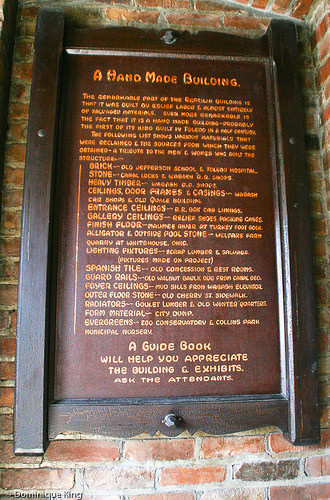 A HAND MADE BUILDING.
THE REMARKABLE PART OF THE REPTILIA BUILDING IS
THAT IT WAS BUILT BY RELIEF LABOR & ALMOST ENTIRELY
OF SALVAGED MATERIALS. EVEN MORE REMARKABLE IS
THE FACT THAT IT IS A HAND MADE BUILDING--PROBABLY
THE FIRST OF ITS KIND BUILT IN TOLEDO IN A HALF CENTURY.
THE FOLLOWING LIST SHOWS VARIOUS MATERIALS THAT
WERE RECLAIMED & THE SOURCES FROM WHICH THEY WERE
OBTAINED--A TRIBUTE TO THE MEN & WOMEN WHO BUILT THE
STRUCTURE--
BRICK--OLD JEFFERSON SCHOOL & TOLEDO HOSPITAL.
STONE--CANAL LOCKS & WABASH R.R. SHOPS.
HEAVY TIMBER-- WABASH R.R. SHOPS.
CEILINGS, DOOR FRAMES & CASINGS-- WABASH
CAR SHOPS & OLD QUALE BUILDING.
ENTRANCE CEILINGS--R.R. BOX CAR LININGS.
GALLERY CEILINGS--RELIEF SHOES PACKING CASES.
FINISH FLOOR--MAUMEE RIVER AT TURKEY FOOT ROCK.
ALLIGATOR & OUTSIDE POOL STONE--WELFARE FARM
QUARRY AT WHITEHOUSE, OHIO.
LIGHTING FIXTURES--SCRAP LUMBER & SALVAGE.
(FIXTURES MADE ON PROJECT)
SPANISH TILE--OLD CONCESSION & REST ROOMS.
GUARD RAILS--OLD WALNUT GAVLE DUG FROM CANAL BED.
FOYER CEILINGS--MUD SILLS FROM WABASH ELEVATOR.
OUTER FLOOR STONE--OLD CHERRY ST. SIDEWALK.
RADIATORS--GOULET LUMBER & OLD WINTER QUARTERS.
FORM MATERIAL--CITY DUMP.
EVERGREENS--ZOO CONSERVATORY & COLLINS PARK
MUNICIPAL NURSERY.
A GUIDE BOOK
WILL HELP YOU APPRECIATE
THE BUILDING & EXHIBITS.
ASK THE ATTENDANTS.
© Dominique King